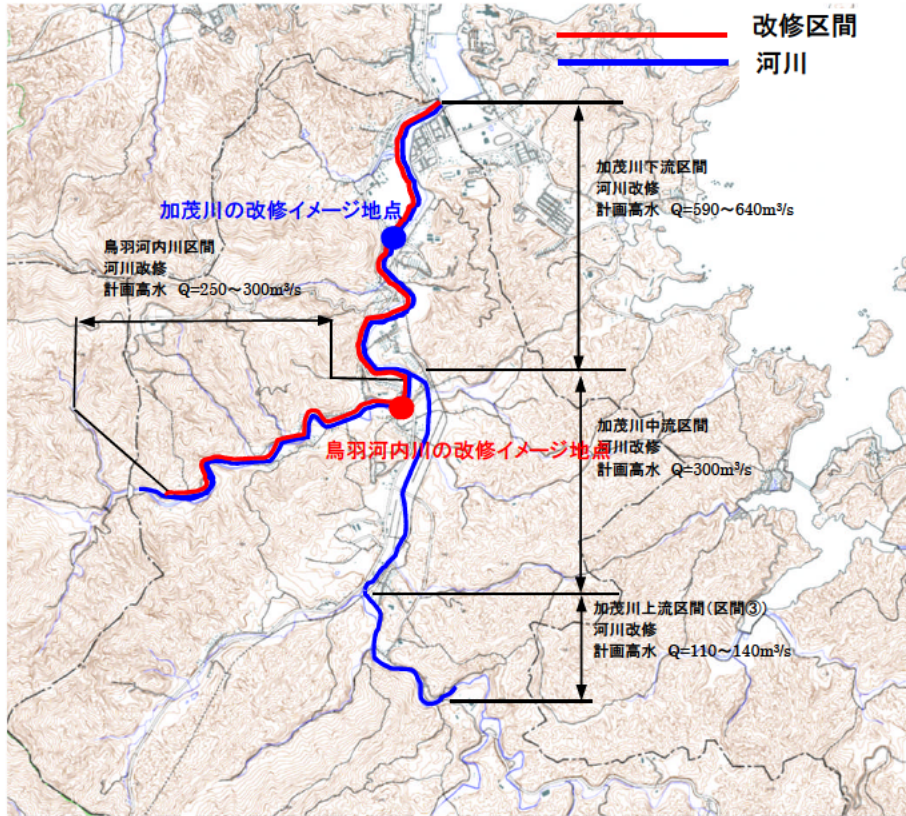 改修区間
河川
加茂川下流区間
河川改修
計画高水 Q=590～640m³/s
加茂川の改修イメージ地点
鳥羽河内川区間
河川改修
計画高水 Q=250～300m³/s
加茂川中流区間
河川改修
計画高水 Q=300m³/s
鳥羽河内川の改修イメージ地点
加茂川上流区間(区間③)
河川改修
計画高水 Q=110～140m³/s